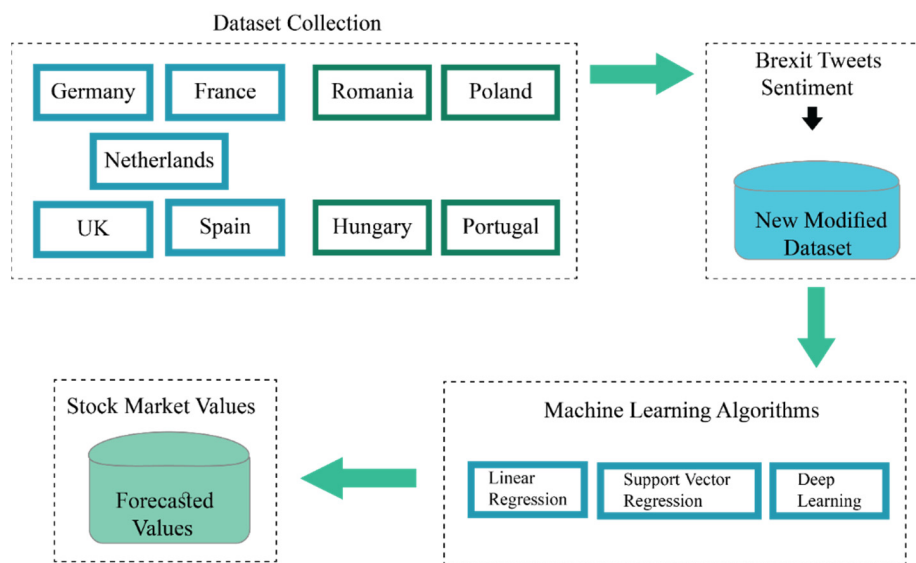 Dataset Collection
Germany
France
Romania
Poland
Netherlands
UK
Spain
Hungary
Portugal
Brexit Tweets
Sentiment
New Modified
Dataset
Machine Learning Algorithms
Linear
Regression
Support Vector
Regression
Deep
Learning
Stock Market Values
Forecasted
Values